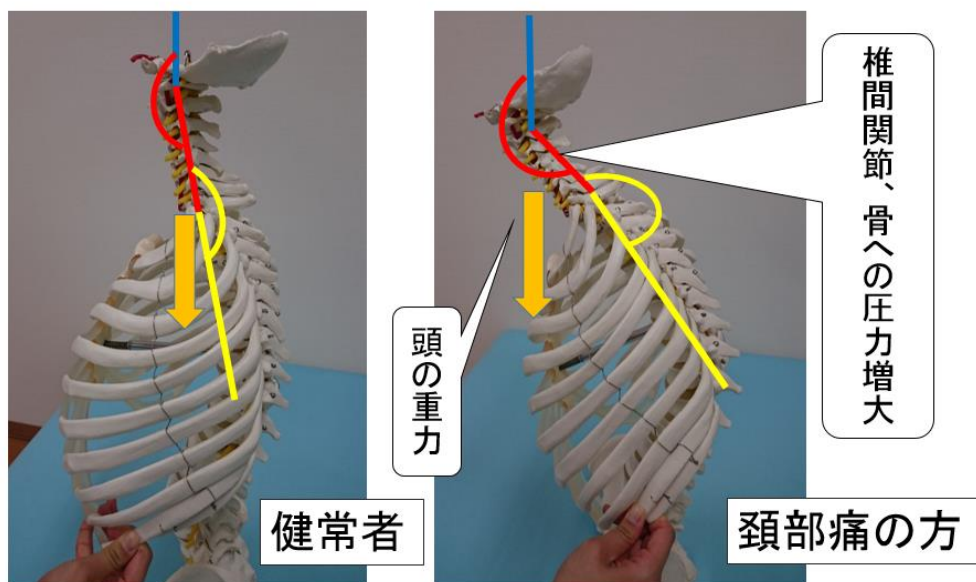 健常者
頭の重力
椎間関節、骨への圧力増大
頚部痛の方